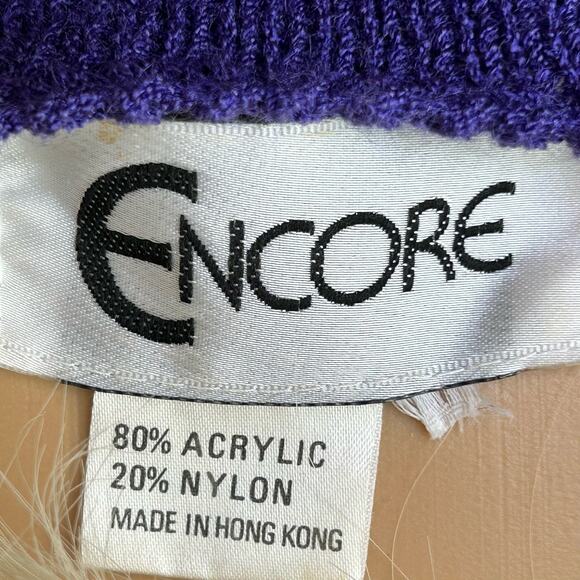 ENCORE
80% ACRYLIC
20% NYLON
MADE IN HONG KONG